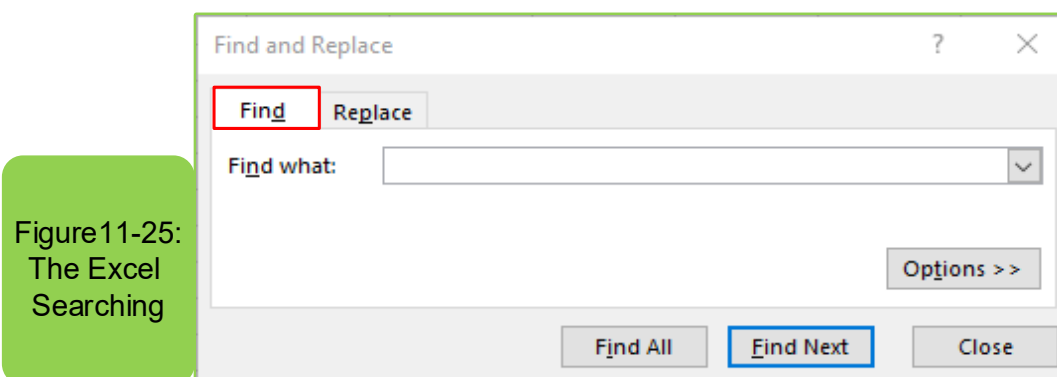 Find and Replace
Find Replace
Find what:
Figure11-25:
The Excel
Searching
Options >>
Find All Find Next Close